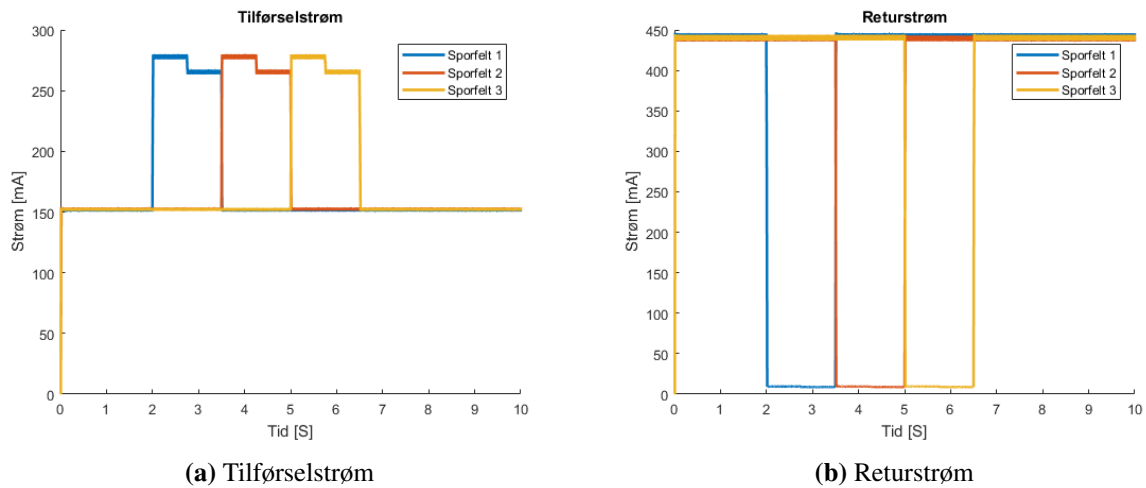 Tilførselstrøm
300
250
200
150
100
50
0
Strøm [mA]
0 1 2 3 4 5 6 7 8 9 10
Tid [S]
Sporfelt 1
Sporfelt 2
Sporfelt 3
(a) Tilførselstrøm
Returstrøm
450
400
350
300
250
200
150
100
50
0
Strøm [mA]
0 1 2 3 4 5 6 7 8 9 10
Tid [S]
Sporfelt 1
Sporfelt 2
Sporfelt 3
(b) Returstrøm